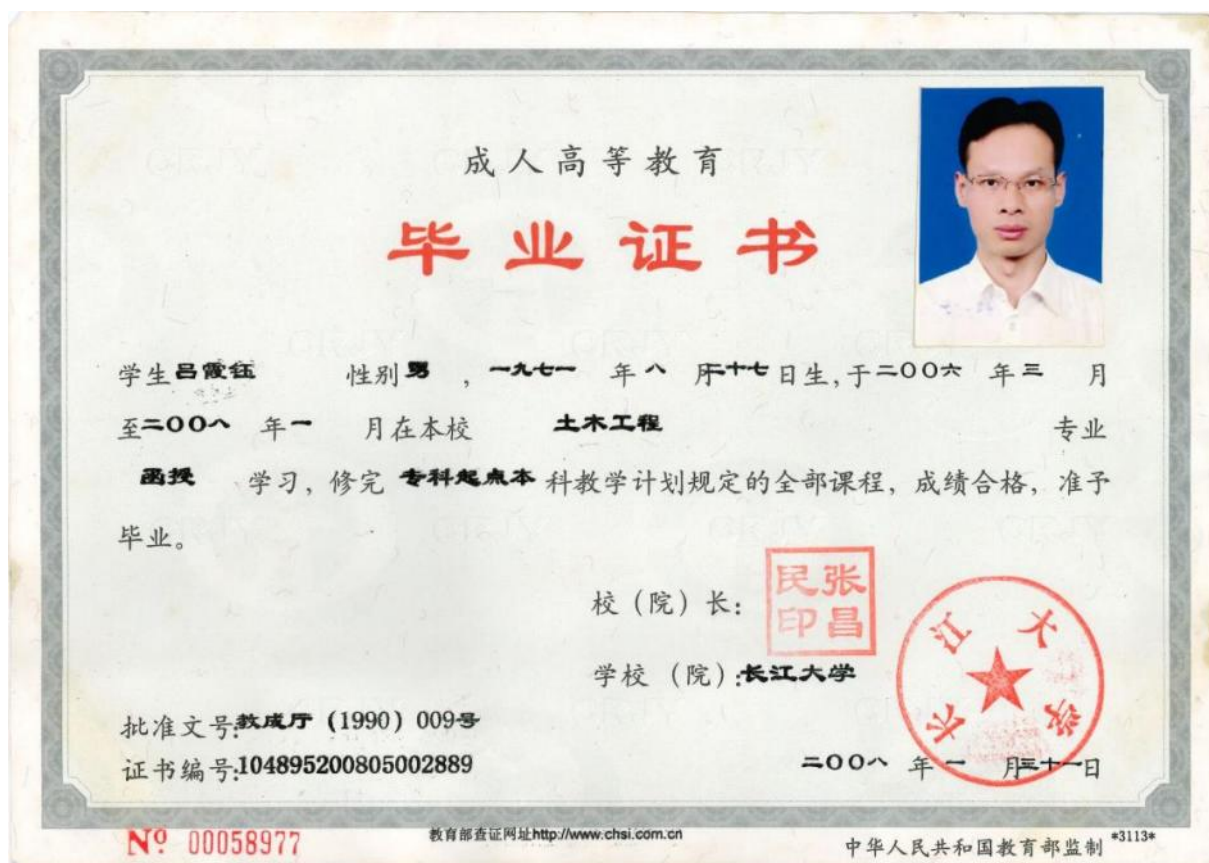 成人高等教育
毕业证书
学生吕霞钰 性别男，一九七一年八月二十七日生，于二〇〇六年三月
至二〇〇八年一月在本校 土木工程 专业
函授 学习，修完 专科起点本 科教学计划规定的全部课程，成绩合格，准予
毕业。
校（院）长：张昌民印
学校（院）：长江大学
长江大学
批准文号：教成厅（1990）009号
证书编号：104895200805002889
二〇〇八年一月三十一日
№ 00058977
教育部查证网址http://www.chsi.com.cn
中华人民共和国教育部监制 *3113*